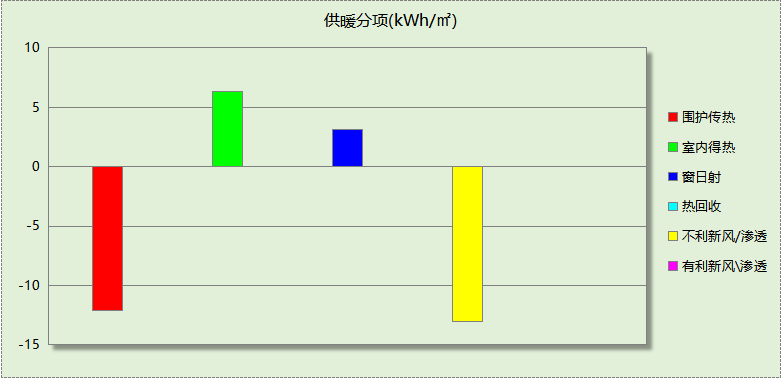 供暖分项(kWh/㎡)
10
5
0
-5
-10
-15
围护传热
室内得热
窗日射
热回收
不利新风/渗透
有利新风\渗透